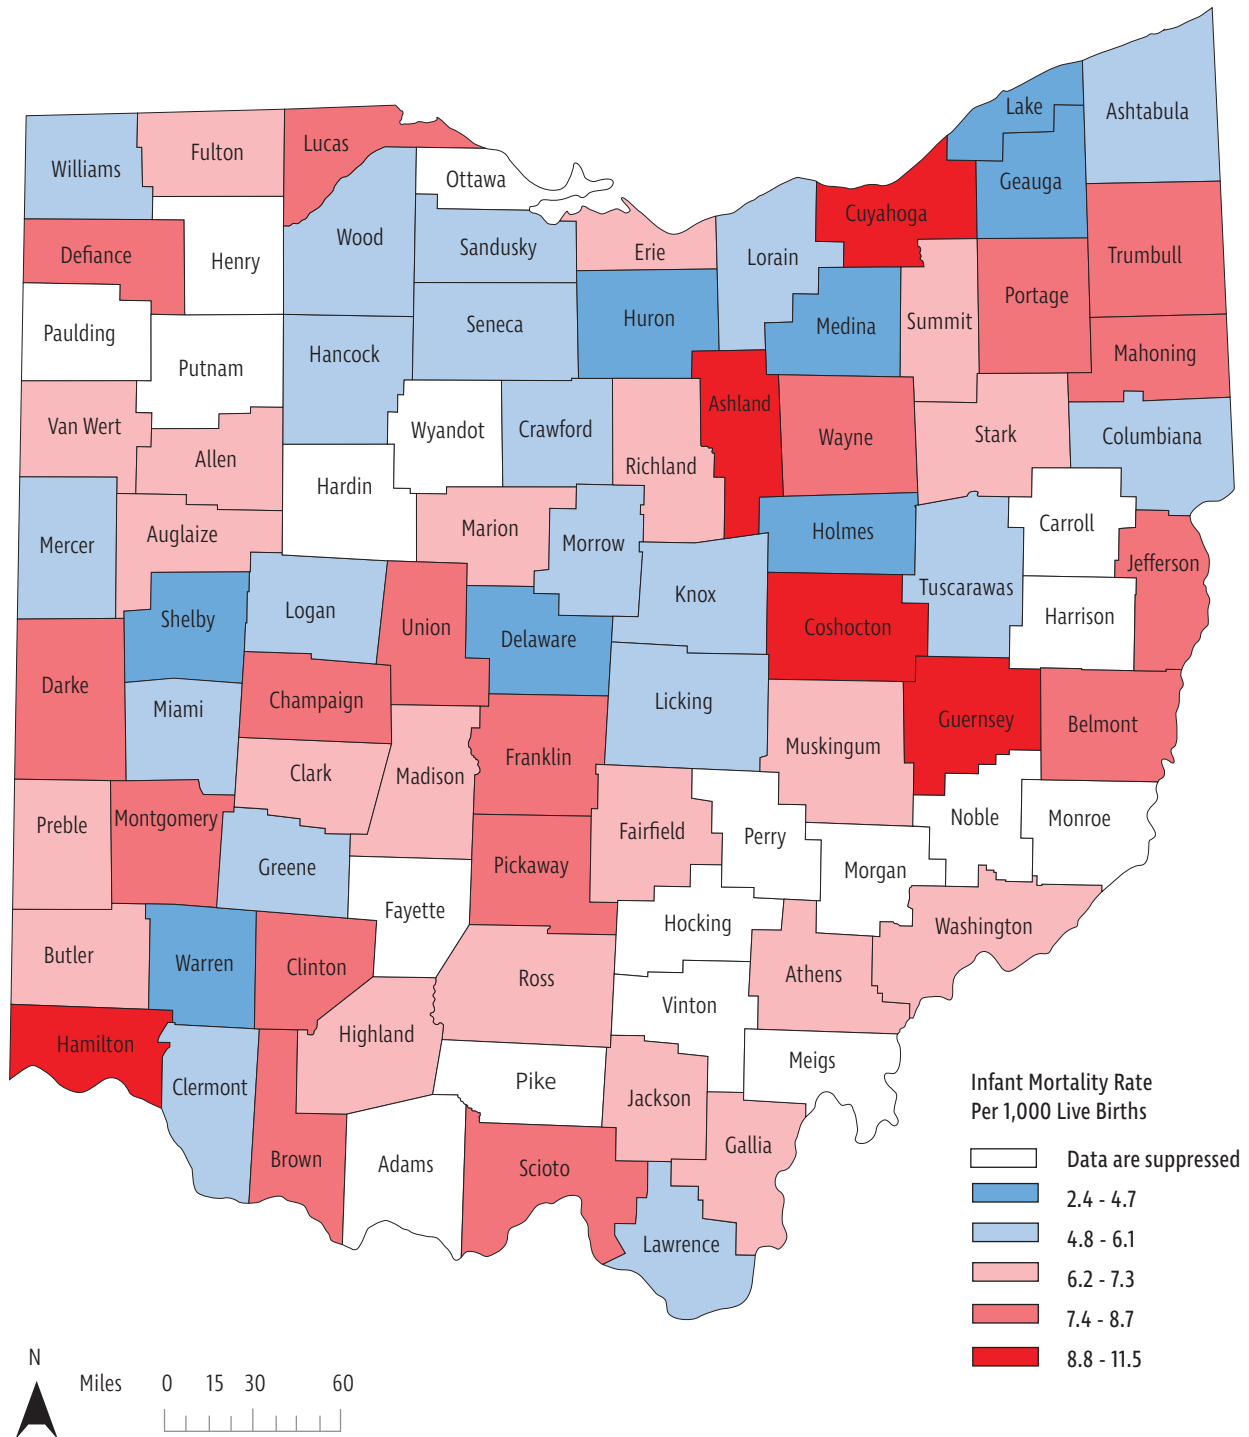 Lake
Ashtabula
Lucas
Fulton
Williams
Ottawa
Geauga
Cuyahoga
Wood
Sandusky
Erie
Lorain
Defiance
Henry
Trumbull
Portage
Huron
Seneca
Medina
Summit
Paulding
Hancock
Putnam
Mahoning
Ashland
Van Wert
Wyandot
Crawford
Wayne
Stark
Columbiana
Allen
Richland
Hardin
Carroll
Auglaize
Marion
Morrow
Holmes
Mercer
Jefferson
Tuscarawas
Knox
Logan
Shelby
Union
Delaware
Coshocton
Harrison
Darke
Champaign
Licking
Miami
Guernsey
Belmont
Muskingum
Franklin
Clark
Madison
Preble
Montgomery
Fairfield
Perry
Noble
Monroe
Greene
Pickaway
Morgan
Fayette
Hocking
Washington
Butler
Warren
Clinton
Ross
Athens
Vinton
Highland
Hamilton
Meigs
Clermont
Pike
Jackson
Gallia
Brown
Adams
Scioto
Lawrence
Infant Mortality Rate
Per 1,000 Live Births
Data are suppressed
2.4 - 4.7
4.8 - 6.1
6.2 - 7.3
7.4 - 8.7
8.8 - 11.5
N
Miles 0 15 30 60